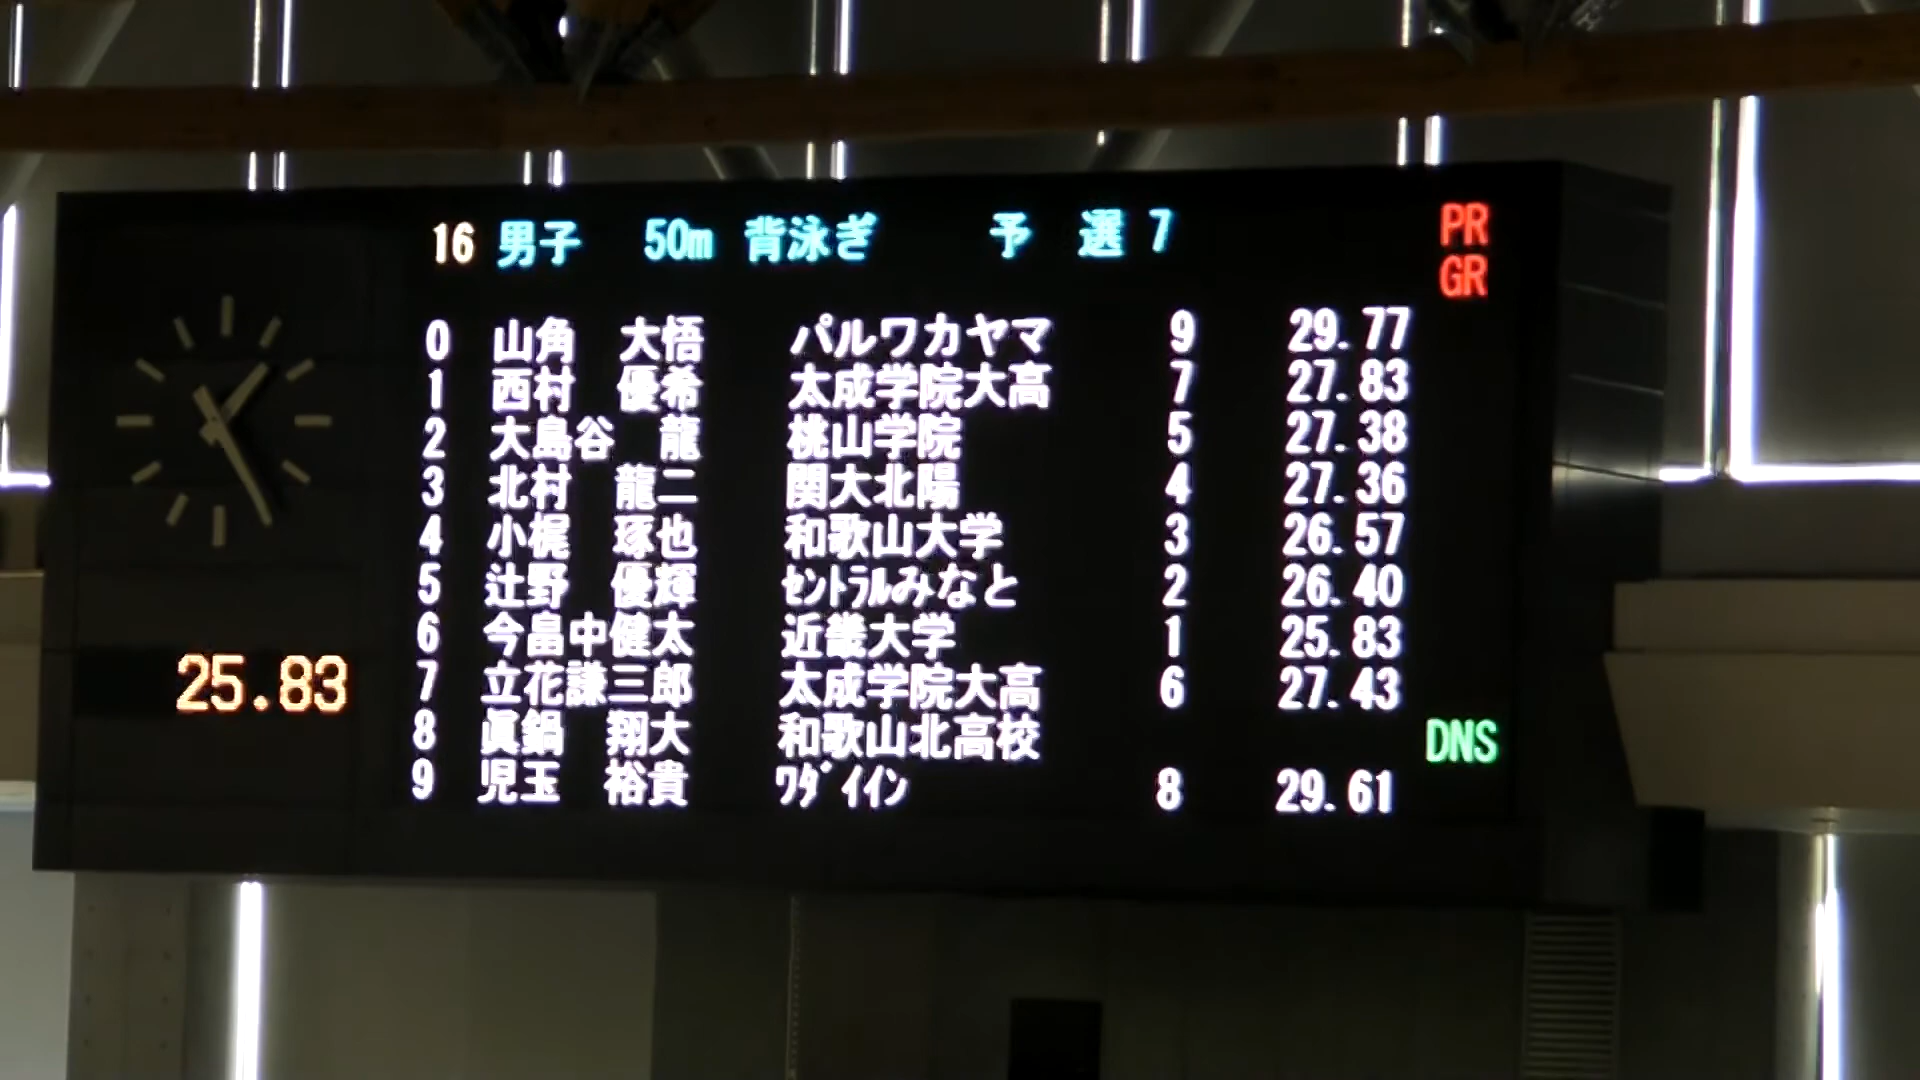 16 男子 50m 背泳ぎ 予 選 7 PR
GR
0 山角 大悟 パルワカヤマ 9 29.77
1 西村 優希 太成学院大高 7 27.83
2 大島谷 龍 桃山学院 5 27.38
3 北村 龍二 関大北陽 4 27.36
4 小梶 琢也 和歌山大学 3 26.57
5 辻野 優輝 ｾﾝﾄﾗﾙみなと 2 26.40
6 今畠中健太 近畿大学 1 25.83
7 立花謙三郎 太成学院大高 6 27.43
8 眞鍋 翔大 和歌山北高校 DNS
9 児玉 裕貴 ﾜﾀﾞｲｲﾝ 8 29.61
25.83